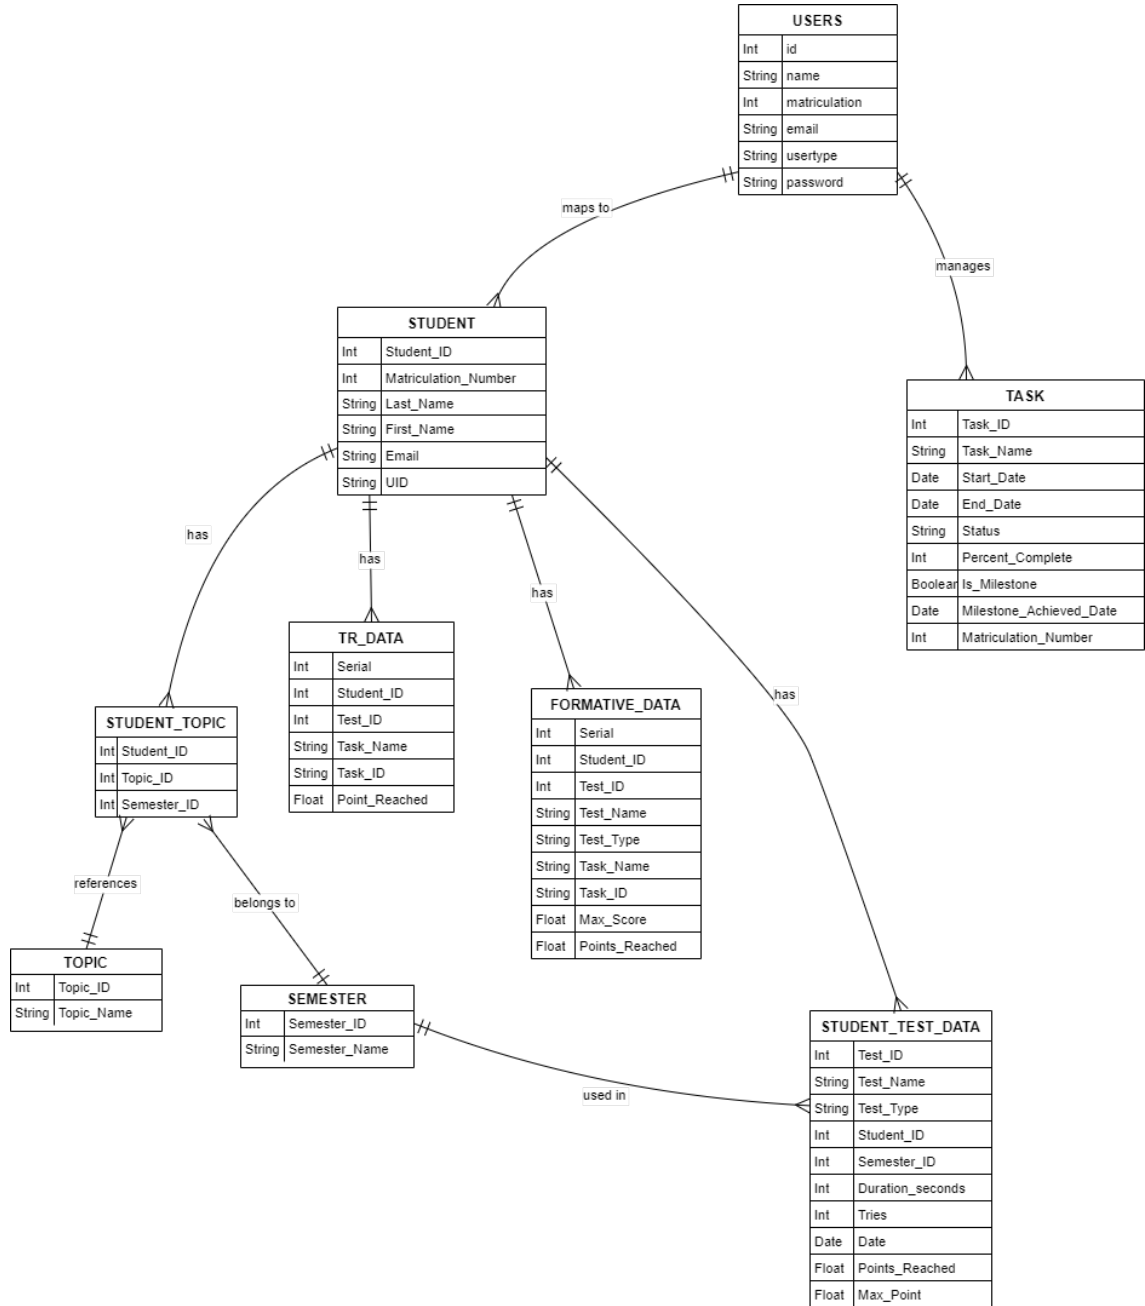 USERS
Int id
String name
Int matriculation
String email
String usertype
String password
maps to
manages
STUDENT
Int Student_ID
Int Matriculation_Number
String Last_Name
String First_Name
String Email
String UID
TASK
Int Task_ID
String Task_Name
Date Start_Date
Date End_Date
String Status
Int Percent_Complete
Boolean Is_Milestone
Date Milestone_Achieved_Date
Int Matriculation_Number
has
has
has
has
TR_DATA
Int Serial
Int Student_ID
Int Test_ID
String Task_Name
String Task_ID
Float Point_Reached
FORMATIVE_DATA
Int Serial
Int Student_ID
Int Test_ID
String Test_Name
String Test_Type
String Task_Name
String Task_ID
Float Max_Score
Float Points_Reached
STUDENT_TOPIC
Int Student_ID
Int Topic_ID
Int Semester_ID
references
belongs to
TOPIC
Int Topic_ID
String Topic_Name
SEMESTER
Int Semester_ID
String Semester_Name
used in
STUDENT_TEST_DATA
Int Test_ID
String Test_Name
String Test_Type
Int Student_ID
Int Semester_ID
Int Duration_seconds
Int Tries
Date Date
Float Points_Reached
Float Max_Point